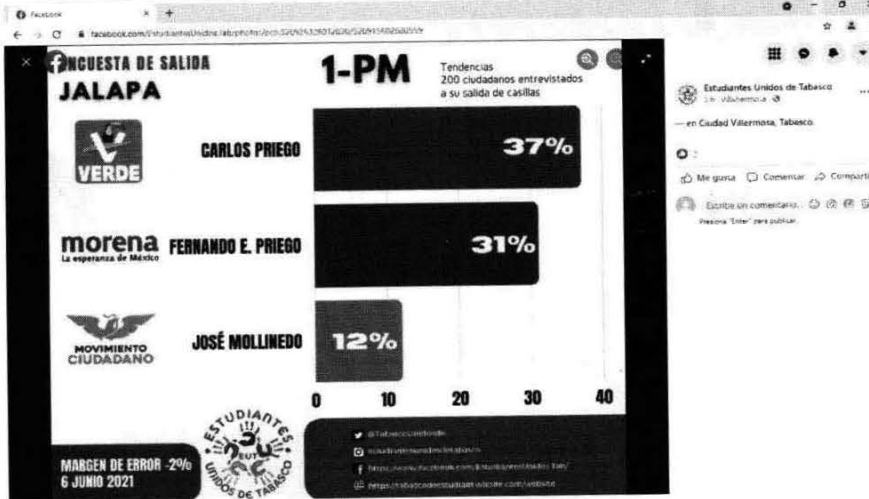 Facebook
ENCUESTA DE SALIDA
JALAPA
1-PM
Tendencias
200 ciudadanos entrevistados
a su salida de casillas
VERDE
CARLOS PRIEGO
37%
morena
La esperanza de México
FERNANDO E. PRIEGO
31%
MOVIMIENTO
CIUDADANO
JOSÉ MOLLINEDO
12%
0 10 20 30 40
MARGEN DE ERROR -2%
6 JUNIO 2021
ESTUDIANTES
EUT
UNIDOS DE TABASCO
Estudiantes Unidos de Tabasco
Villahermosa
— en Ciudad Villermosa, Tabasco.
Me gusta Comentar Comparti
Escribe un comentario...
Presiona "Enter" para publicar.